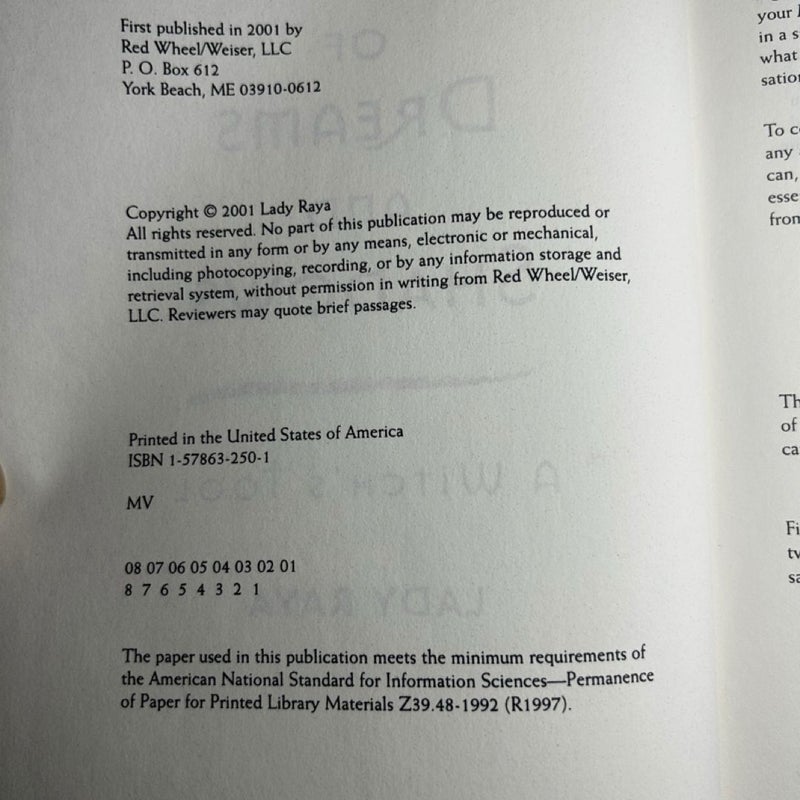 First published in 2001 by
Red Wheel/Weiser, LLC
P. O. Box 612
York Beach, ME 03910-0612
Copyright © 2001 Lady Raya
All rights reserved. No part of this publication may be reproduced or
transmitted in any form or by any means, electronic or mechanical,
including photocopying, recording, or by any information storage and
retrieval system, without permission in writing from Red Wheel/Weiser,
LLC. Reviewers may quote brief passages.
Printed in the United States of America
ISBN 1-57863-250-1
MV
08 07 06 05 04 03 02 01
8 7 6 5 4 3 2 1
The paper used in this publication meets the minimum requirements of
the American National Standard for Information Sciences—Permanence
of Paper for Printed Library Materials Z39.48-1992 (R1997).
your
in a
what
To
any
can,
from
of